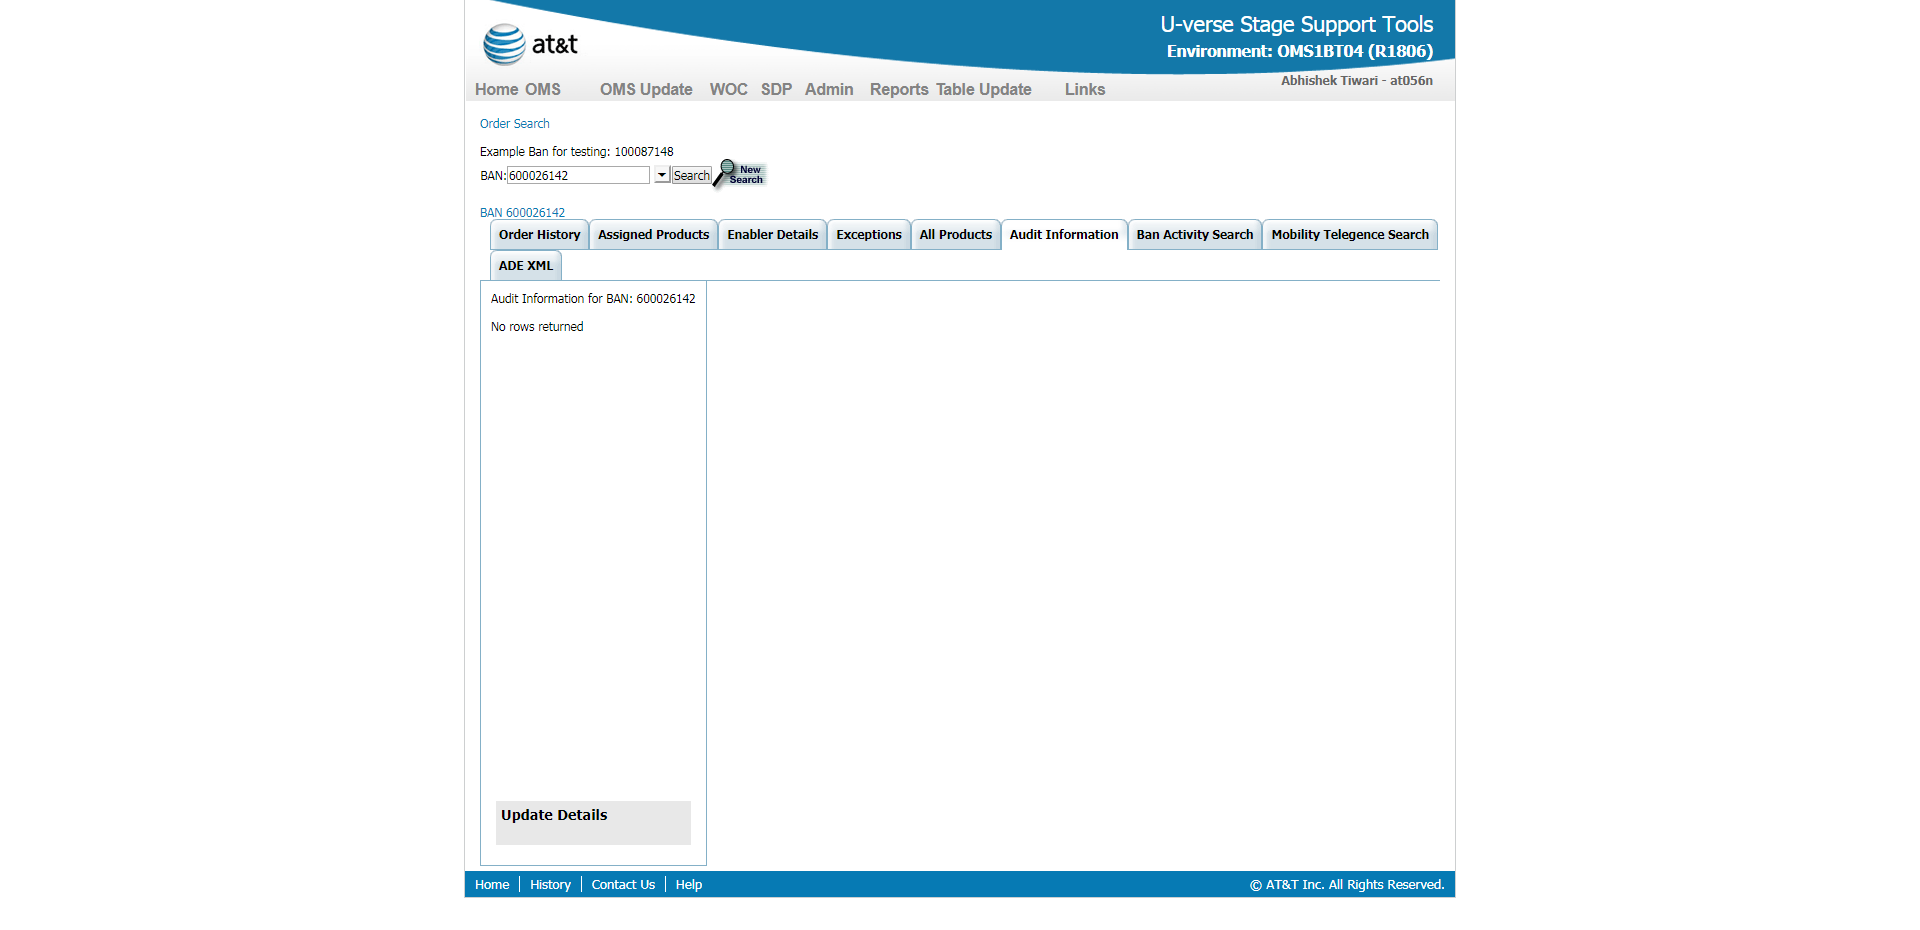 at&t
U-verse Stage Support Tools
Environment: OMS1BT04 (R1806)
Abhishek Tiwari - at056n
Home OMS OMS Update WOC SDP Admin Reports Table Update Links
Order Search
Example Ban for testing: 100087148
BAN: 600026142 Search New Search
BAN 600026142
Order History Assigned Products Enabler Details Exceptions All Products Audit Information Ban Activity Search Mobility Telegence Search
ADE XML
Audit Information for BAN: 600026142
No rows returned
Update Details
Home History Contact Us Help © AT&T Inc. All Rights Reserved.